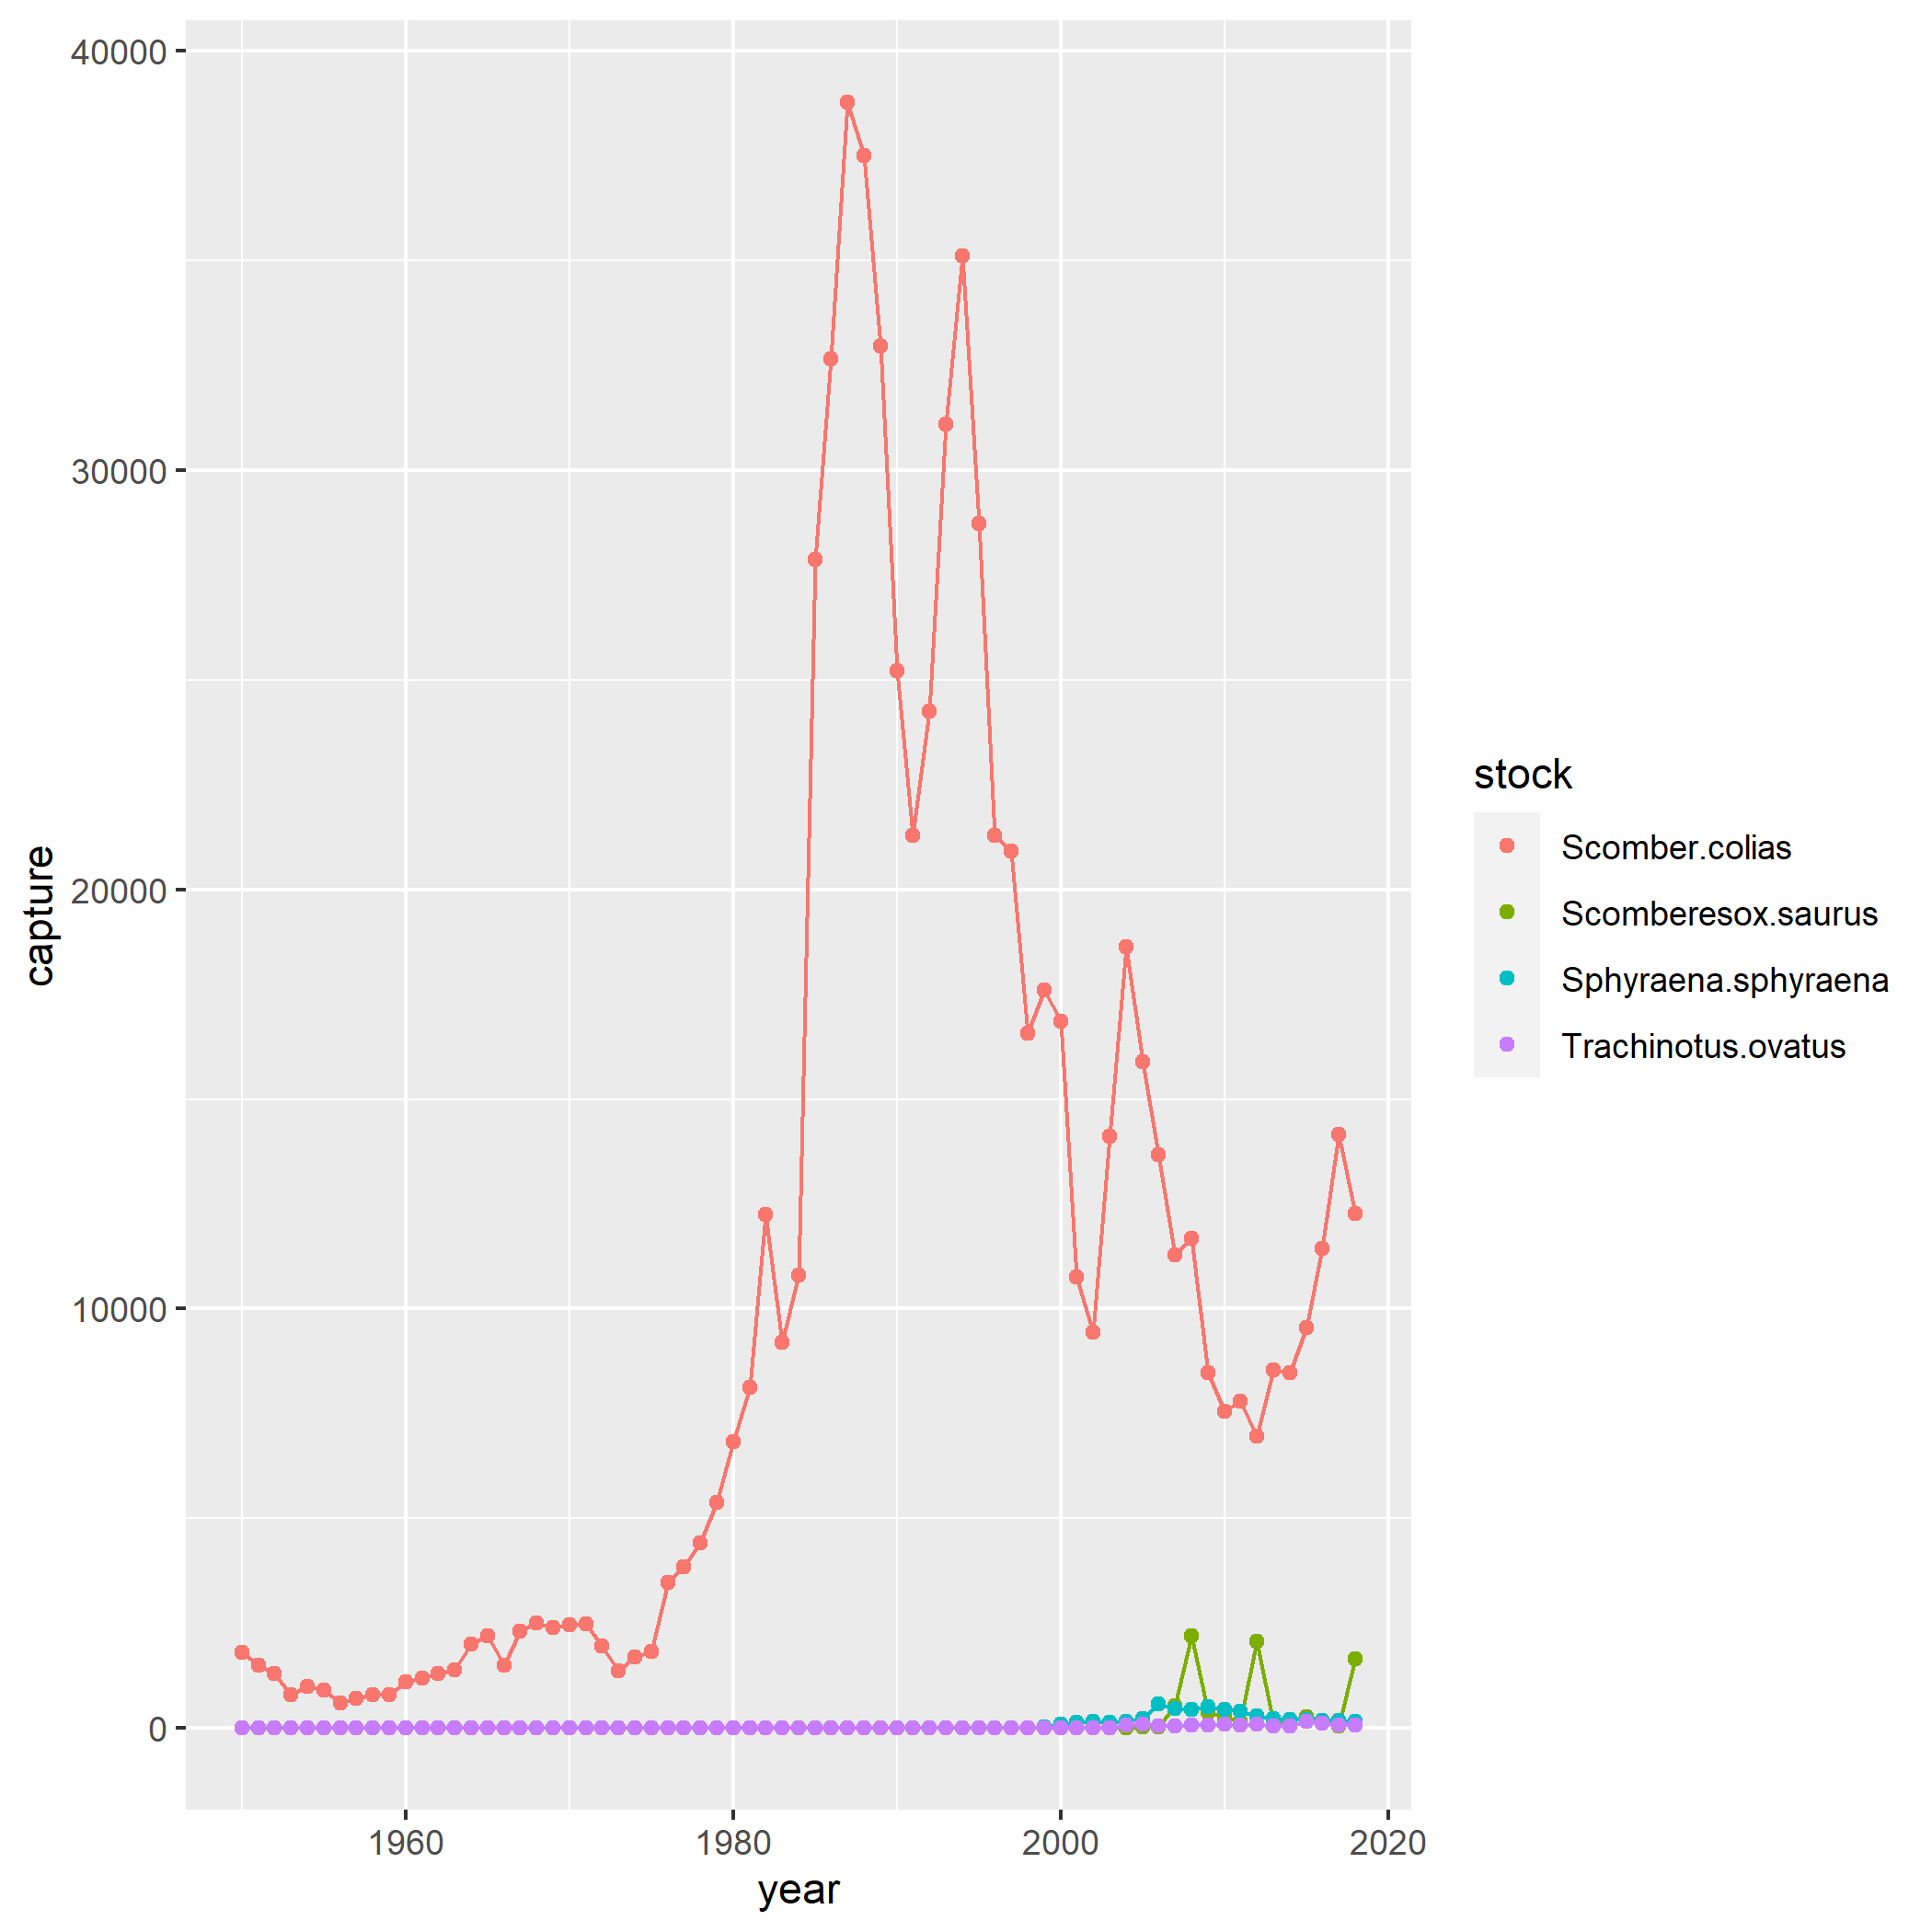 40000
30000
20000
10000
0
capture
1960
1980
2000
2020
year
stock
Scomber.colias
Scomberesox.saurus
Sphyraena.sphyraena
Trachinotus.ovatus